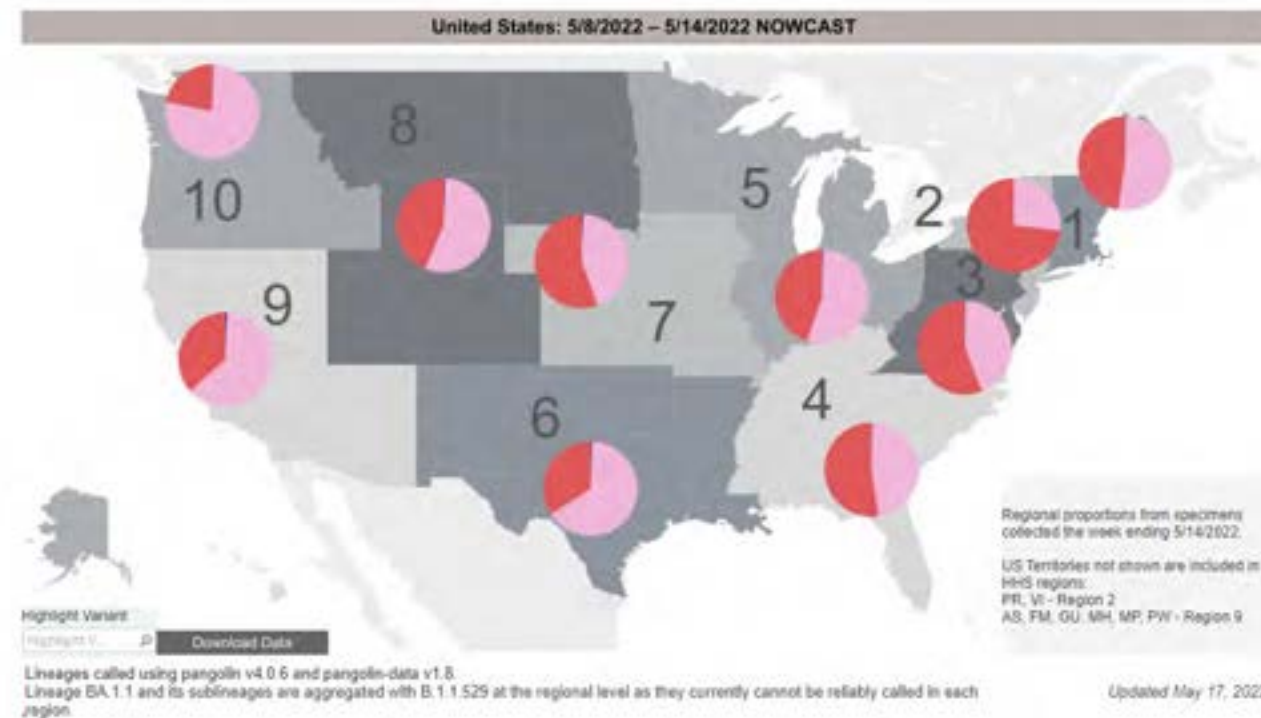 United States: 5/8/2022 – 5/14/2022 NOWCAST
8
10
5
2
1
3
9
7
4
6
Regional proportions from specimens
collected the week ending 5/14/2022.
US Territories not shown are included in
HHS regions:
PR, VI - Region 2
AS, FM, GU, MH, MP, PW - Region 9
Highlight Variant
Highlight V...
Download Data
Lineages called using pangolin v4.0.6 and pangolin-data v1.8.
Lineage BA.1.1 and its sublineages are aggregated with B.1.1.529 at the regional level as they currently cannot be reliably called in each
region.
Updated May 17, 2022